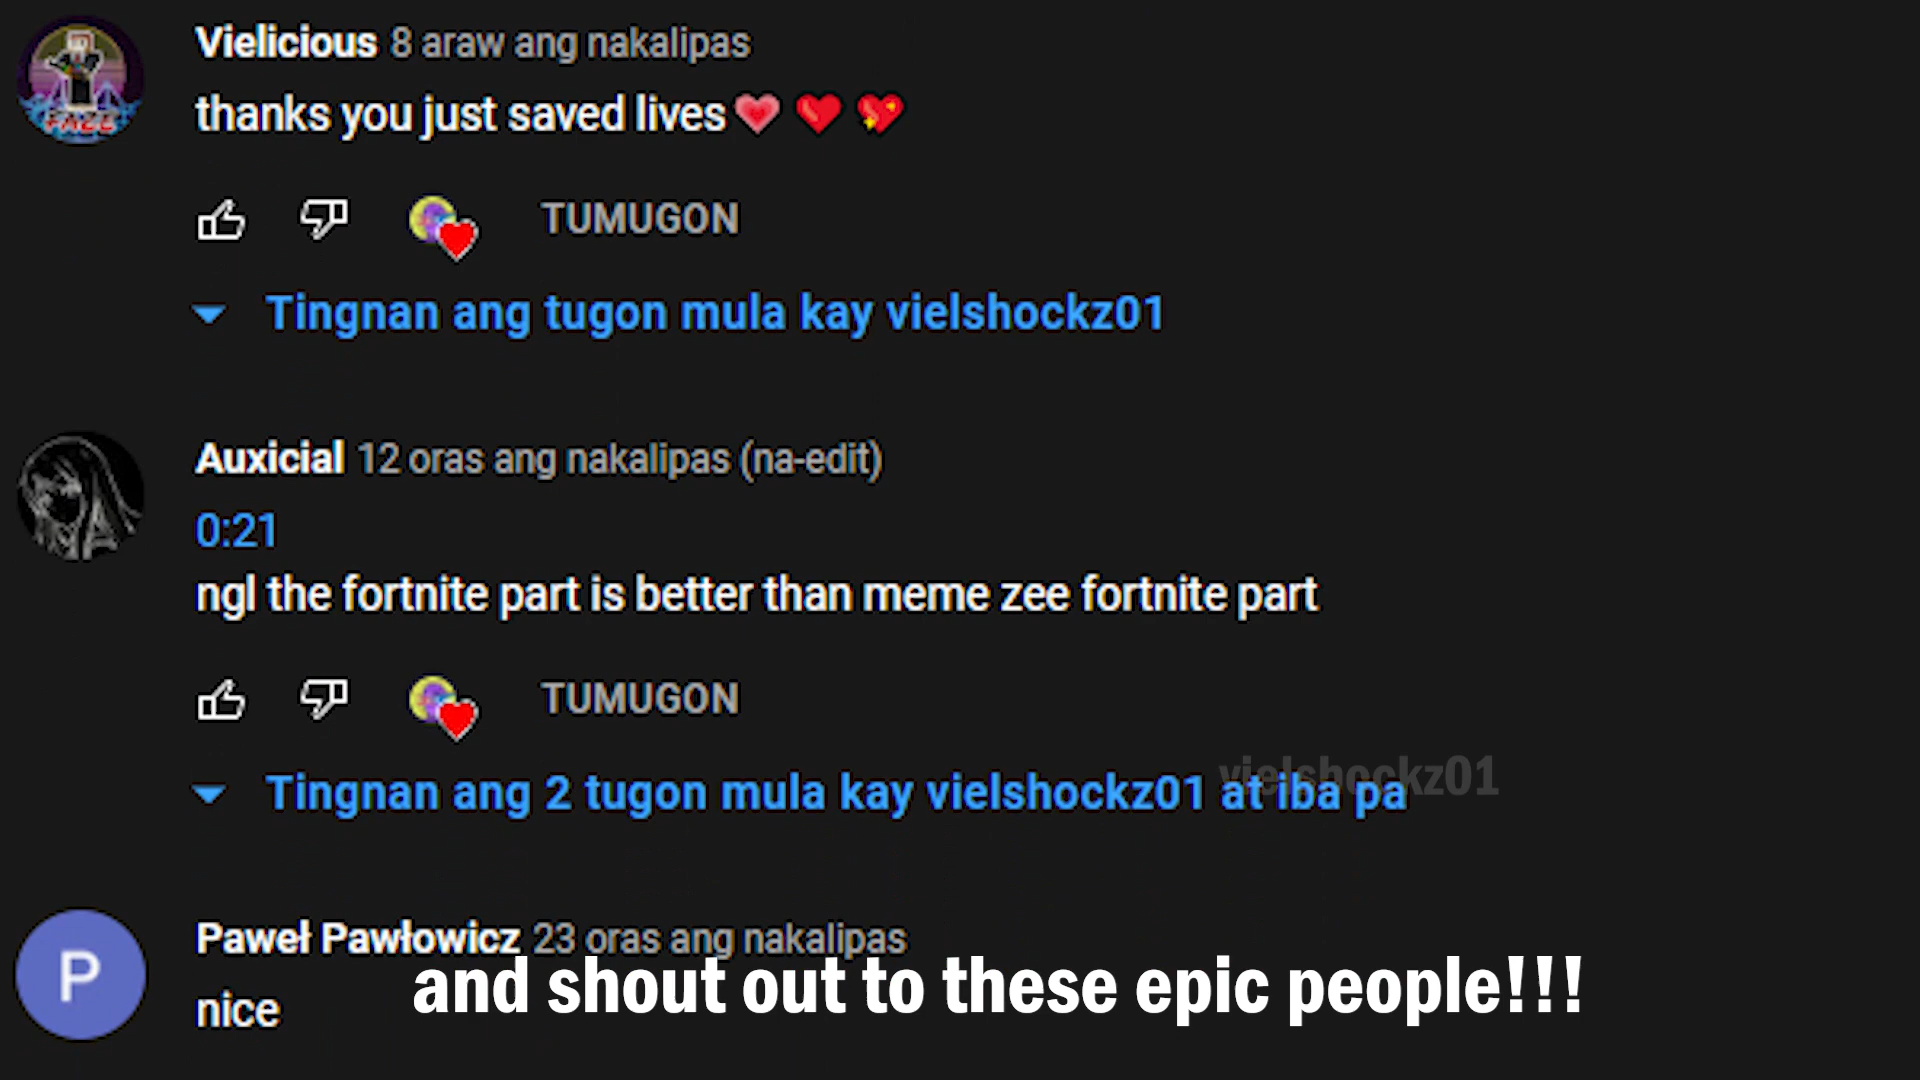 Vielicious 8 araw ang nakalipas
thanks you just saved lives💗 ❤️ 💖
TUMUGON
Tingnan ang tugon mula kay vielshockz01
Auxicial 12 oras ang nakalipas (na-edit)
0:21
ngl the fortnite part is better than meme zee fortnite part
TUMUGON
Tingnan ang 2 tugon mula kay vielshockz01 at iba pa
vielshockz01
P
Paweł Pawłowicz 23 oras ang nakalipas
nice
and shout out to these epic people!!!